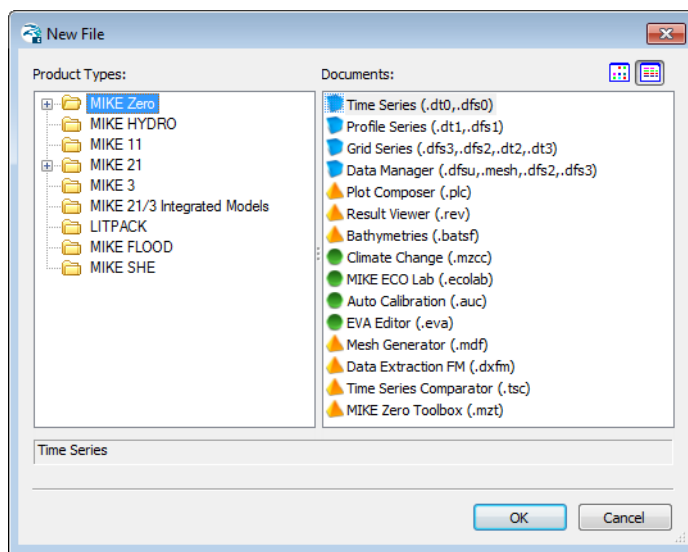 New File
Product Types:
MIKE Zero
MIKE HYDRO
MIKE 11
MIKE 21
MIKE 3
MIKE 21/3 Integrated Models
LITPACK
MIKE FLOOD
MIKE SHE
Documents:
Time Series (.dt0,.dfs0)
Profile Series (.dt1,.dfs1)
Grid Series (.dfs3,.dfs2,.dt2,.dt3)
Data Manager (.dfsu,.mesh,.dfs2,.dfs3)
Plot Composer (.plc)
Result Viewer (.rev)
Bathymetries (.batsf)
Climate Change (.mzcc)
MIKE ECO Lab (.ecolab)
Auto Calibration (.auc)
EVA Editor (.eva)
Mesh Generator (.mdf)
Data Extraction FM (.dxfm)
Time Series Comparator (.tsc)
MIKE Zero Toolbox (.mzt)
Time Series
OK
Cancel